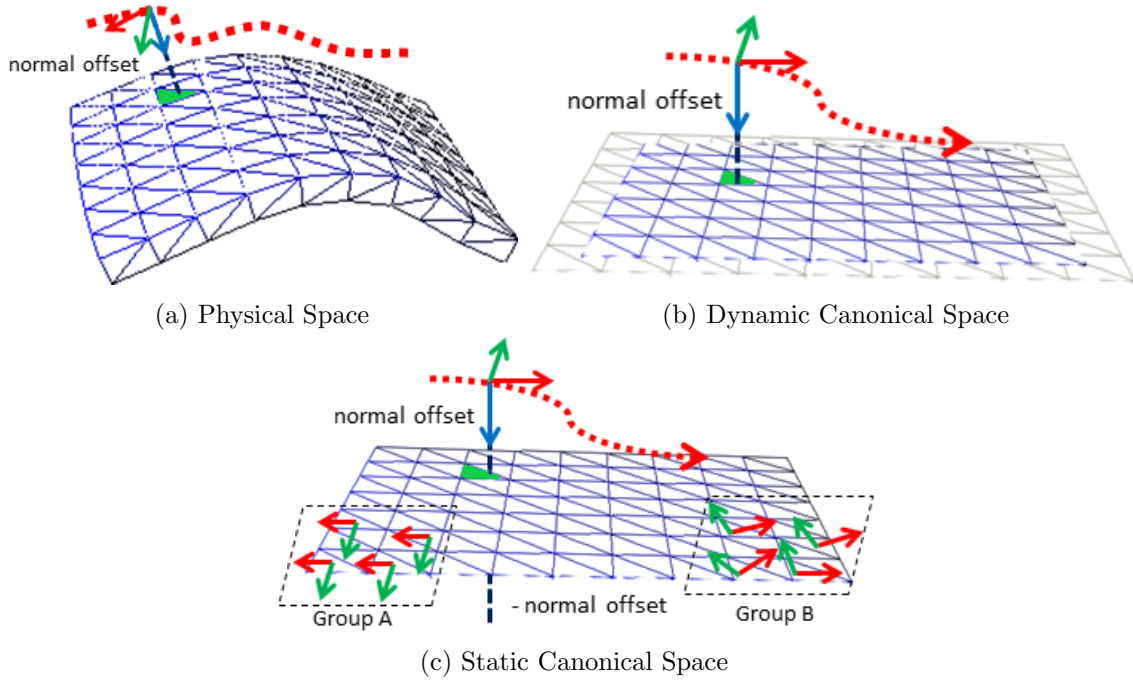 normal offset
normal offset
(a) Physical Space
(b) Dynamic Canonical Space
normal offset
- normal offset
Group A
Group B
(c) Static Canonical Space